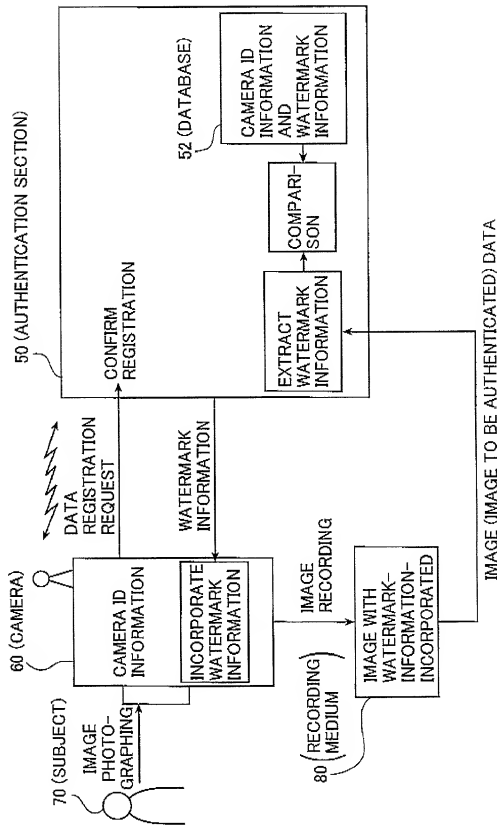 50 (AUTHENTICATION SECTION)
52 (DATABASE)
CAMERA ID
INFORMATION
AND
WATERMARK
INFORMATION
COMPARI-
SON
EXTRACT
WATERMARK
INFORMATION
CONFIRM
REGISTRATION
DATA
REGISTRATION
REQUEST
WATERMARK
INFORMATION
60 (CAMERA)
CAMERA ID
INFORMATION
INCORPORATE
WATERMARK
INFORMATION
70 (SUBJECT)
IMAGE
PHOTO-
GRAPHING
IMAGE
RECORDING
(RECORDING
MEDIUM)
80
IMAGE WITH
WATERMARK-
INFORMATION-
INCORPORATED
IMAGE (IMAGE TO BE AUTHENTICATED) DATA